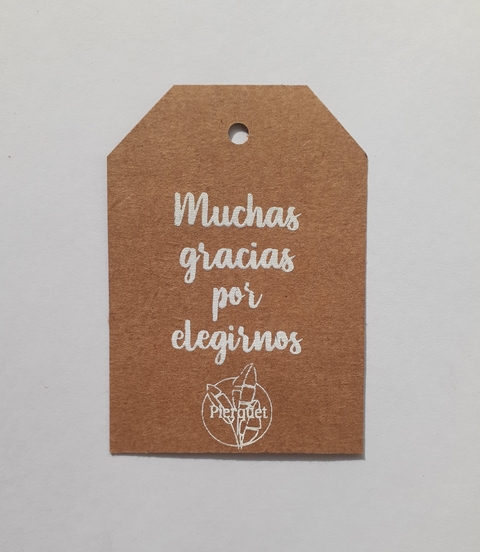 Muchas
gracias
por
elegirnos
Pierquet